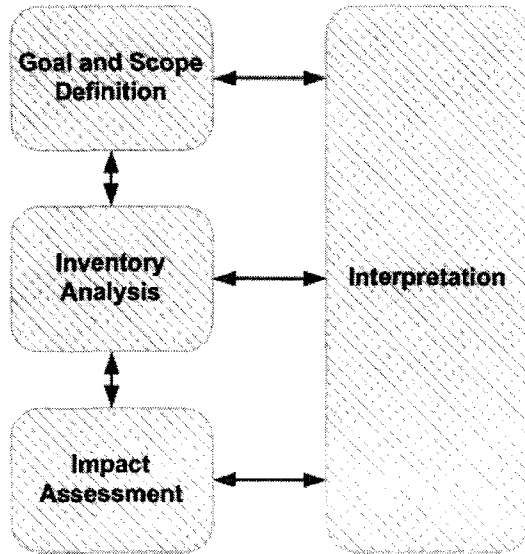 Goal and Scope
Definition
Inventory
Analysis
Interpretation
Impact
Assessment